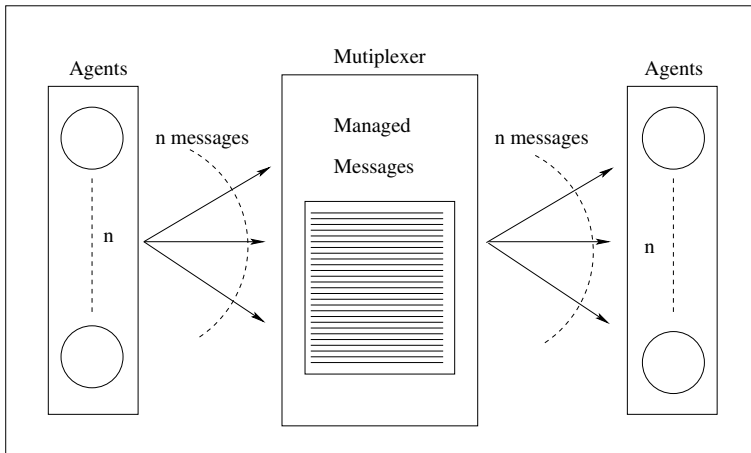 Agents
n messages
n
Mutiplexer
Managed
Messages
n messages
Agents
n